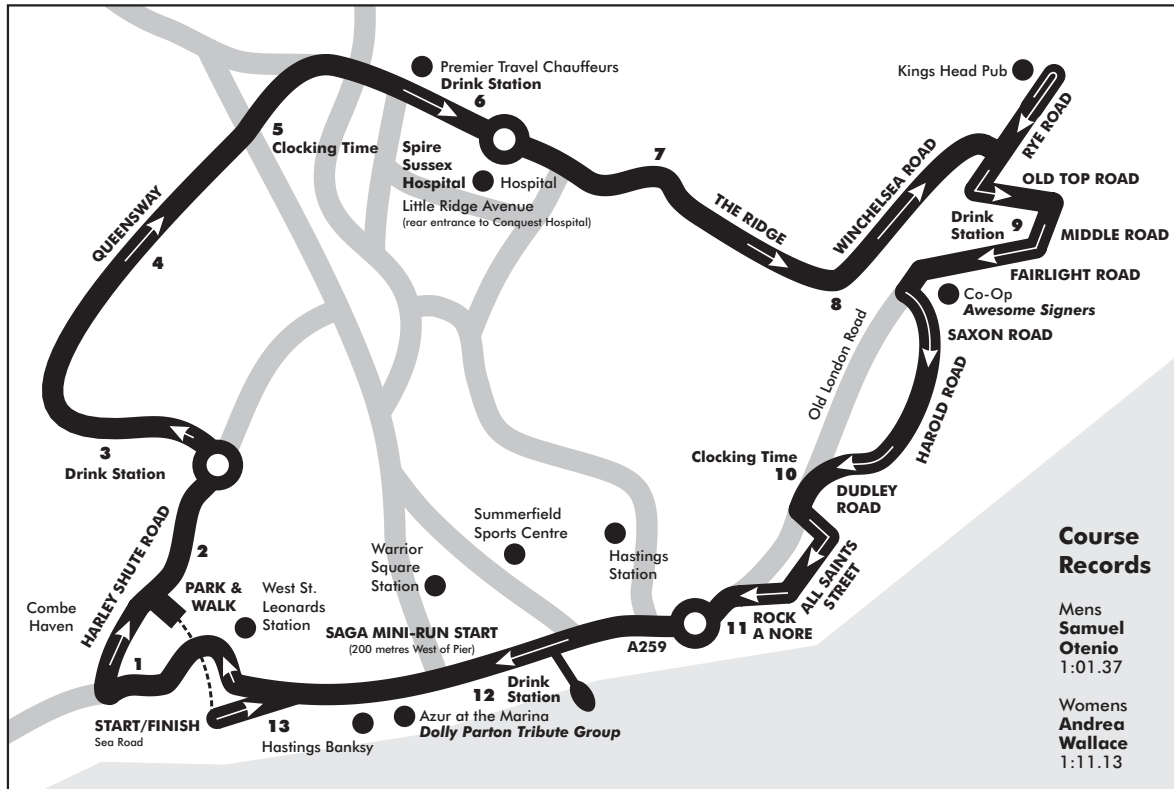 Premier Travel Chauffeurs
Drink Station
6
Kings Head Pub
RYE ROAD
5
Clocking Time
Spire
Sussex
Hospital
Hospital
Little Ridge Avenue
(rear entrance to Conquest Hospital)
7
WINCHELSEA ROAD
OLD TOP ROAD
QUEENSWAY
4
THE RIDGE
Drink
Station
9
MIDDLE ROAD
FAIRLIGHT ROAD
8
Co-Op
Awesome Signers
SAXON ROAD
Old London Road
HAROLD ROAD
3
Drink Station
Clocking Time
10
DUDLEY
ROAD
HARLEY SHUTE ROAD
2
Summerfield
Sports Centre
Warrior
Square
Station
Hastings
Station
ALL SAINTS
STREET
Combe
Haven
PARK &
WALK
West St.
Leonards
Station
SAGA MINI-RUN START
(200 metres West of Pier)
A259
11
ROCK
A NORE
1
12
Drink
Station
START/FINISH
Sea Road
13
Hastings Banksy
Azur at the Marina
Dolly Parton Tribute Group
Course
Records
Mens
Samuel
Otenio
1:01.37
Womens
Andrea
Wallace
1:11.13